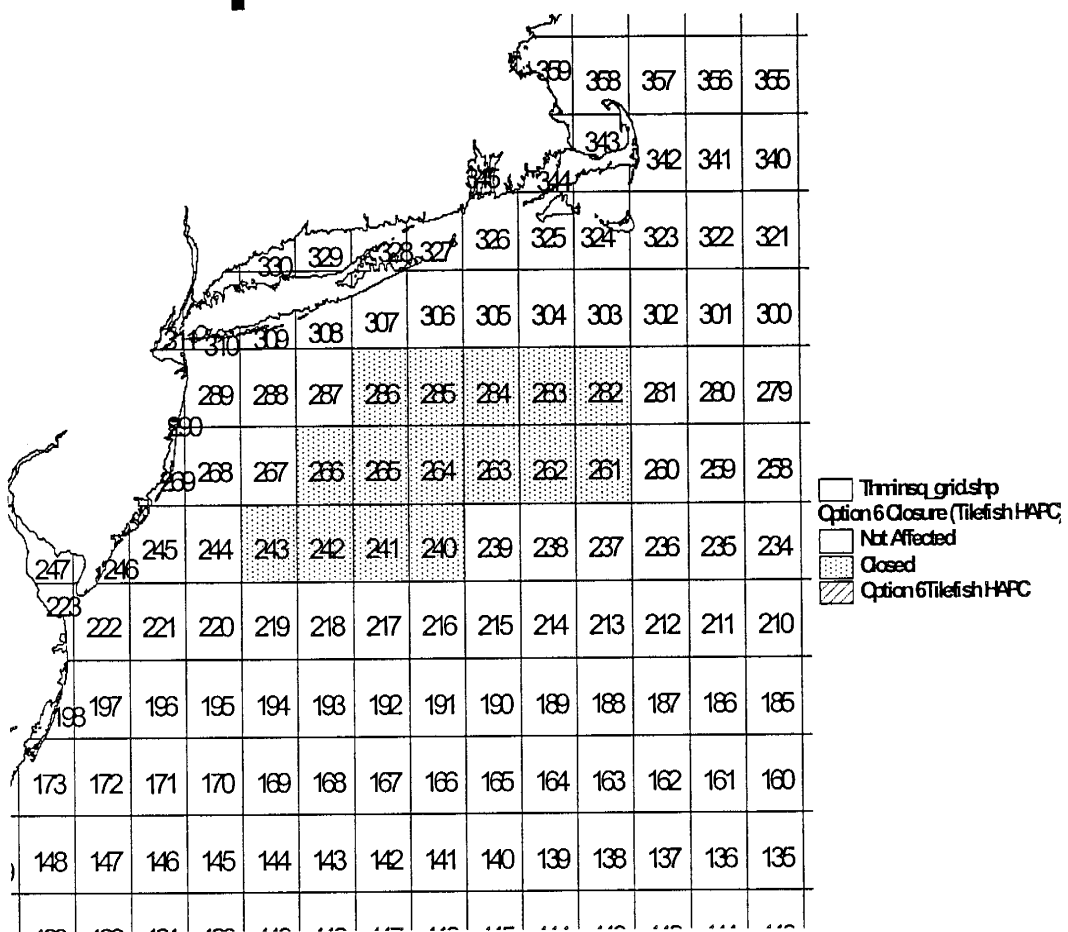 359 358 357 356 355
343 342 341 340
345 344
326 325 324 323 322 321
330 329 328 327
311 310 309 308 307 306 305 304 303 302 301 300
289 288 287 286 285 284 283 282 281 280 279
290
269 268 267 266 265 264 263 262 261 260 259 258
Thminsq_grid.shp
Option 6 Closure (Tilefish HAPC
Not Affected
Closed
Option 6Tilefish HAPC
247 246 245 244 243 242 241 240 239 238 237 236 235 234
223 222 221 220 219 218 217 216 215 214 213 212 211 210
198 197 196 195 194 193 192 191 190 189 188 187 186 185
173 172 171 170 169 168 167 166 165 164 163 162 161 160
148 147 146 145 144 143 142 141 140 139 138 137 136 135